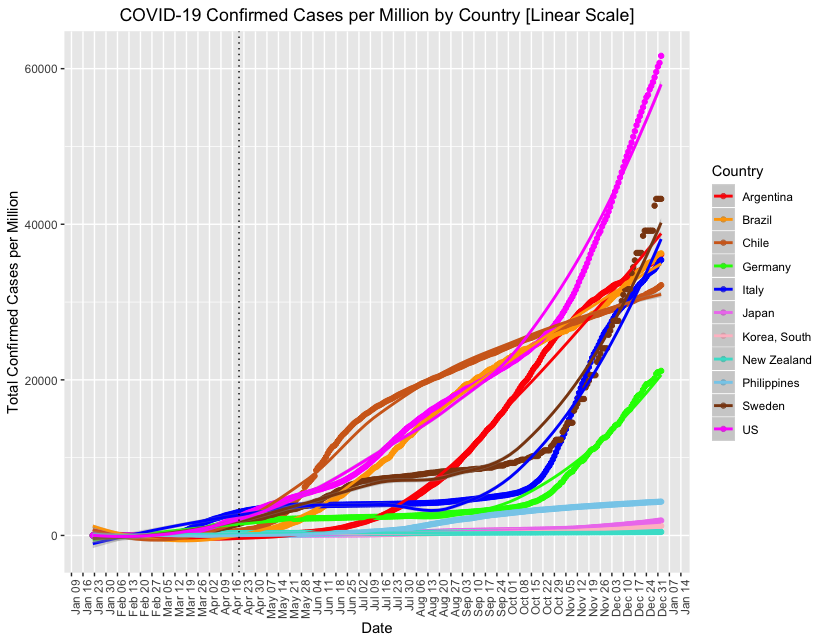 COVID-19 Confirmed Cases per Million by Country [Linear Scale]
Total Confirmed Cases per Million
60000
40000
20000
0
Jan 09
Jan 16
Jan 23
Jan 30
Feb 06
Feb 13
Feb 20
Feb 27
Mar 05
Mar 12
Mar 19
Mar 26
Apr 02
Apr 09
Apr 16
Apr 23
Apr 30
May 07
May 14
May 21
May 28
Jun 04
Jun 11
Jun 18
Jun 25
Jul 02
Jul 09
Jul 16
Jul 23
Jul 30
Aug 06
Aug 13
Aug 20
Aug 27
Sep 03
Sep 10
Sep 17
Sep 24
Oct 01
Oct 08
Oct 15
Oct 22
Oct 29
Nov 05
Nov 12
Nov 19
Nov 26
Dec 03
Dec 10
Dec 17
Dec 24
Dec 31
Jan 07
Jan 14
Date
Country
Argentina
Brazil
Chile
Germany
Italy
Japan
Korea, South
New Zealand
Philippines
Sweden
US